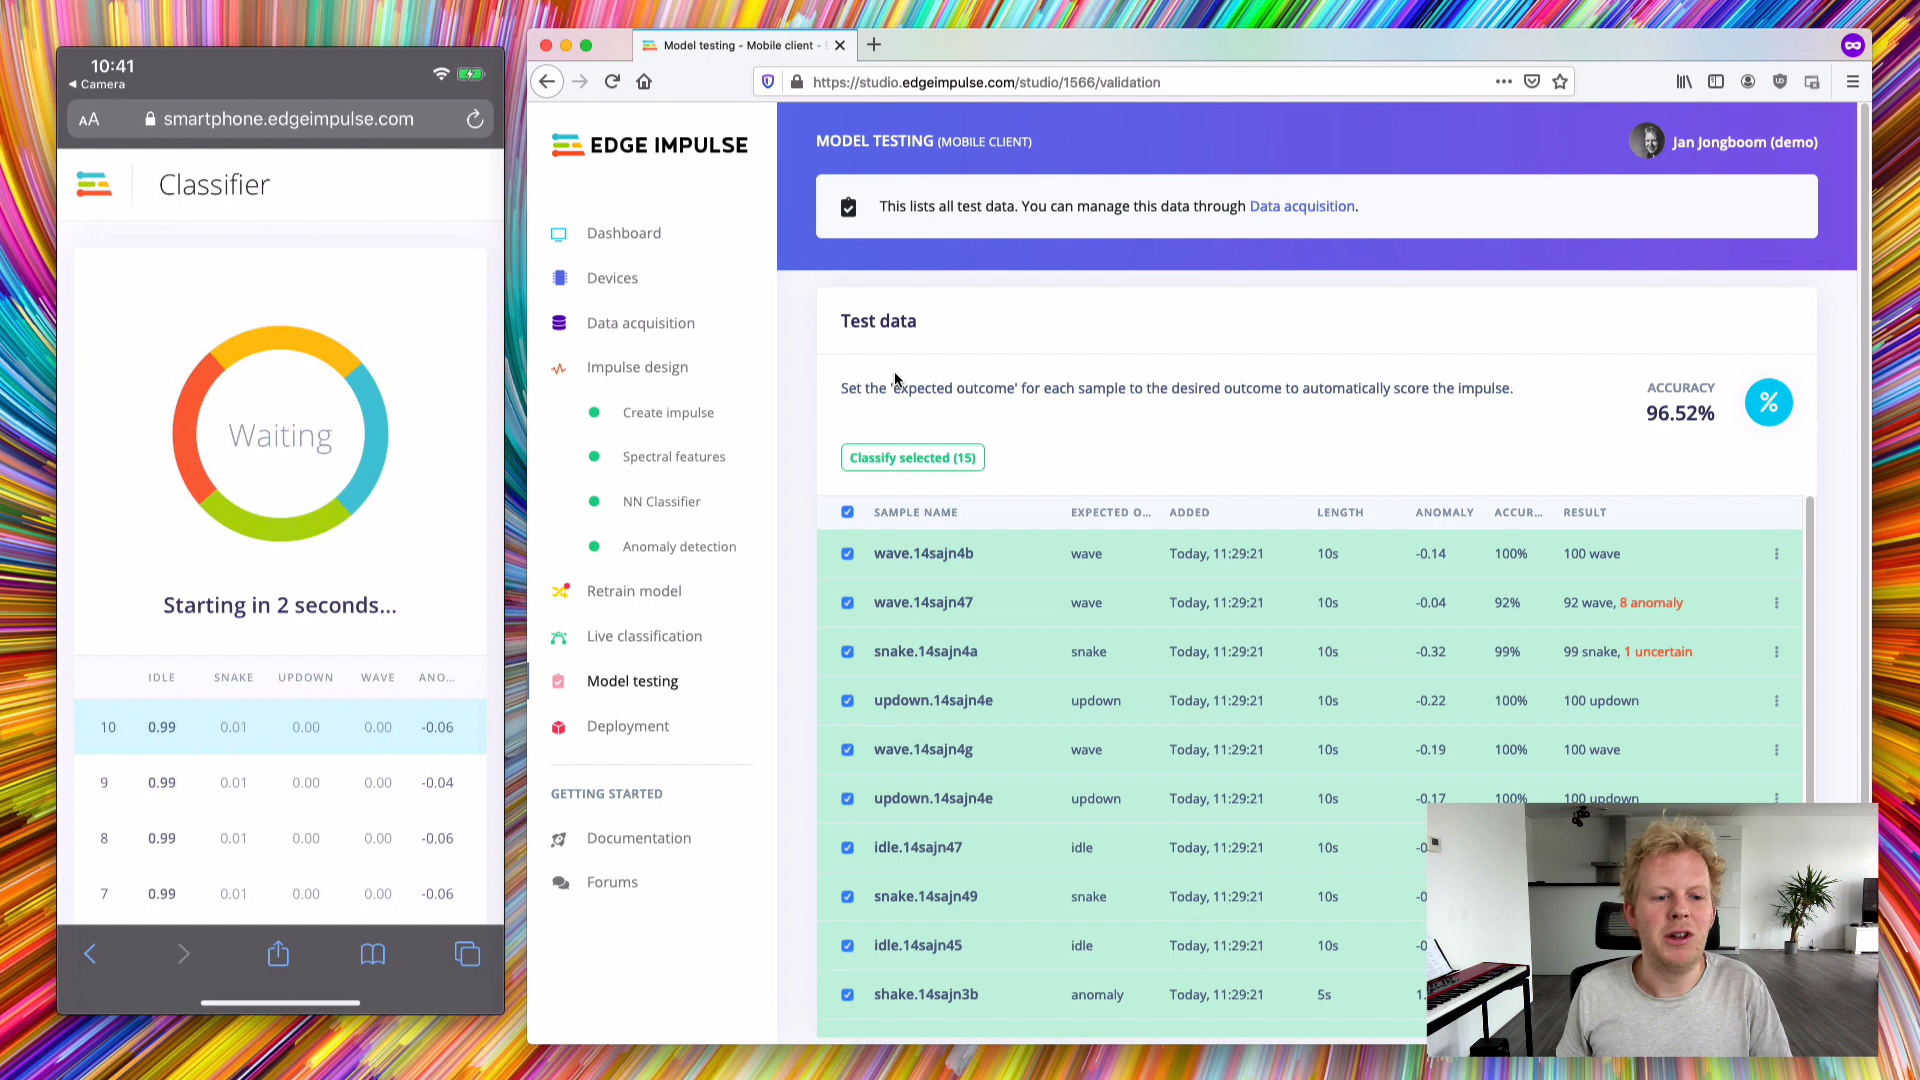 10:41
Camera
AA smartphone.edgeimpulse.com
Classifier
Waiting
Starting in 2 seconds...
IDLE SNAKE UPDOWN WAVE ANO...
10 0.99 0.01 0.00 0.00 -0.06
9 0.99 0.01 0.00 0.00 -0.04
8 0.99 0.01 0.00 0.00 -0.06
7 0.99 0.01 0.00 0.00 -0.06
Model testing - Mobile client -
https://studio.edgeimpulse.com/studio/1566/validation
EDGE IMPULSE
Dashboard
Devices
Data acquisition
Impulse design
Create impulse
Spectral features
NN Classifier
Anomaly detection
Retrain model
Live classification
Model testing
Deployment
GETTING STARTED
Documentation
Forums
MODEL TESTING (MOBILE CLIENT)
Jan Jongboom (demo)
This lists all test data. You can manage this data through Data acquisition.
Test data
Set the 'expected outcome' for each sample to the desired outcome to automatically score the impulse.
ACCURACY
96.52%
%
Classify selected (15)
SAMPLE NAME EXPECTED O... ADDED LENGTH ANOMALY ACCUR... RESULT
wave.14sajn4b wave Today, 11:29:21 10s -0.14 100% 100 wave
wave.14sajn47 wave Today, 11:29:21 10s -0.04 92% 92 wave, 8 anomaly
snake.14sajn4a snake Today, 11:29:21 10s -0.32 99% 99 snake, 1 uncertain
updown.14sajn4e updown Today, 11:29:21 10s -0.22 100% 100 updown
wave.14sajn4g wave Today, 11:29:21 10s -0.19 100% 100 wave
updown.14sajn4e updown Today, 11:29:21 10s -0.17 100% 100 updown
idle.14sajn47 idle Today, 11:29:21 10s
snake.14sajn49 snake Today, 11:29:21 10s
idle.14sajn45 idle Today, 11:29:21 10s
shake.14sajn3b anomaly Today, 11:29:21 5s